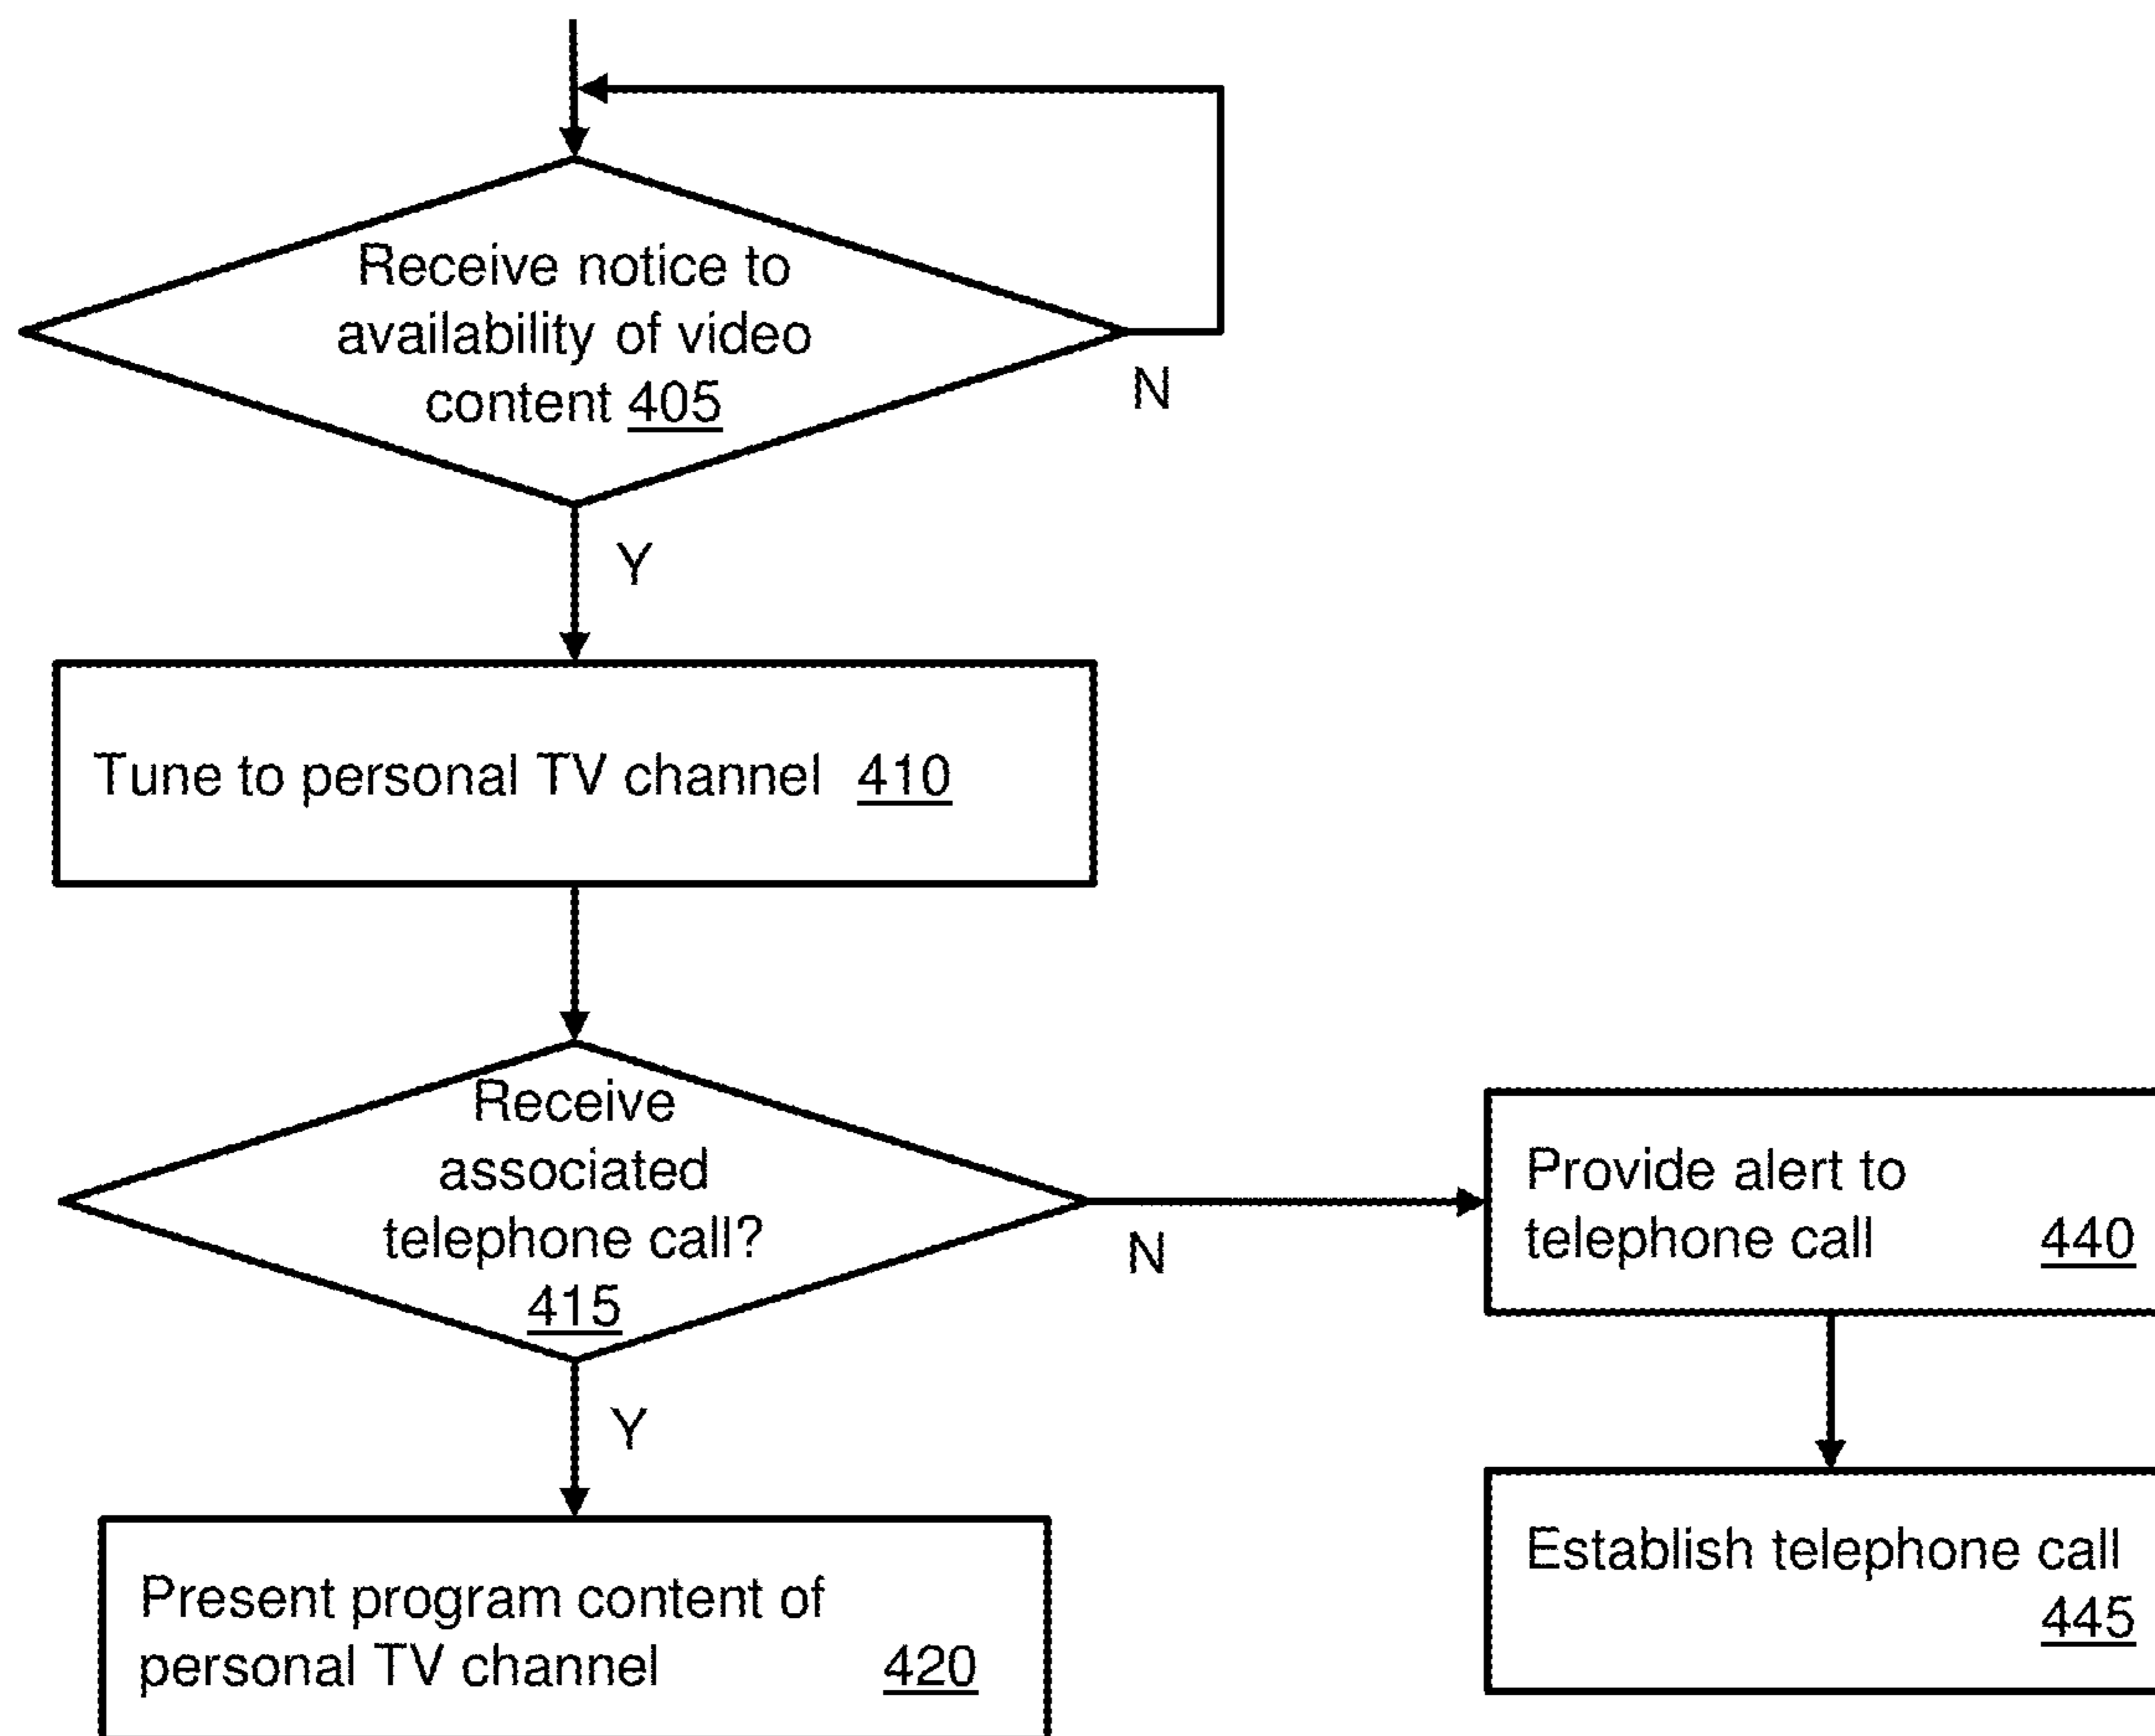 Receive notice to
availability of video
content 405
N
Y
Tune to personal TV channel 410
Receive
associated
telephone call?
415
N
Y
Provide alert to
telephone call 440
Establish telephone call
445
Present program content of
personal TV channel 420